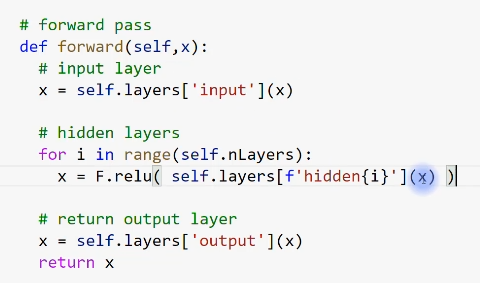 # forward pass
def forward(self,x):
# input layer
x = self.layers['input'](x)
# hidden layers
for i in range(self.nLayers):
x = F.relu( self.layers[f'hidden{i}'](x) )
# return output layer
x = self.layers['output'](x)
return x